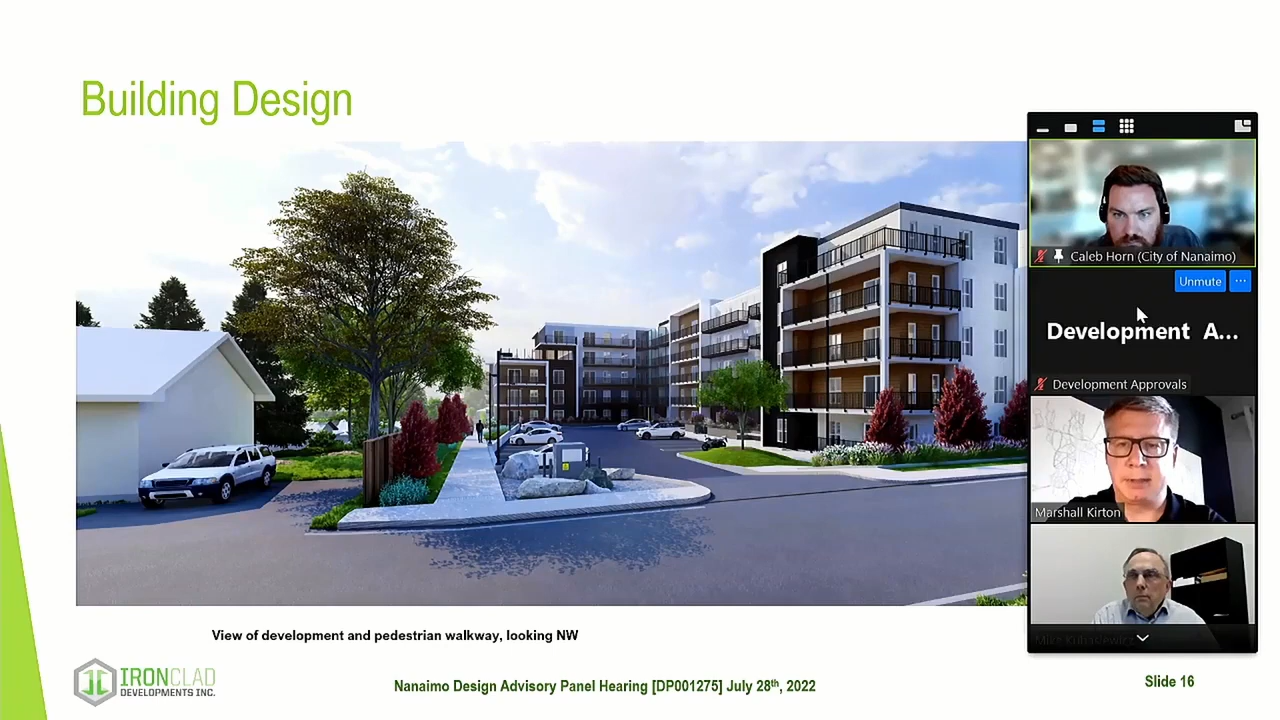 Building Design
Caleb Horn (City of Nanaimo)
Unmute
Development A...
Development Approvals
Marshall Kirton
View of development and pedestrian walkway, looking NW
IRONCLAD
DEVELOPMENTS INC.
Nanaimo Design Advisory Panel Hearing [DP001275] July 28th, 2022
Slide 16